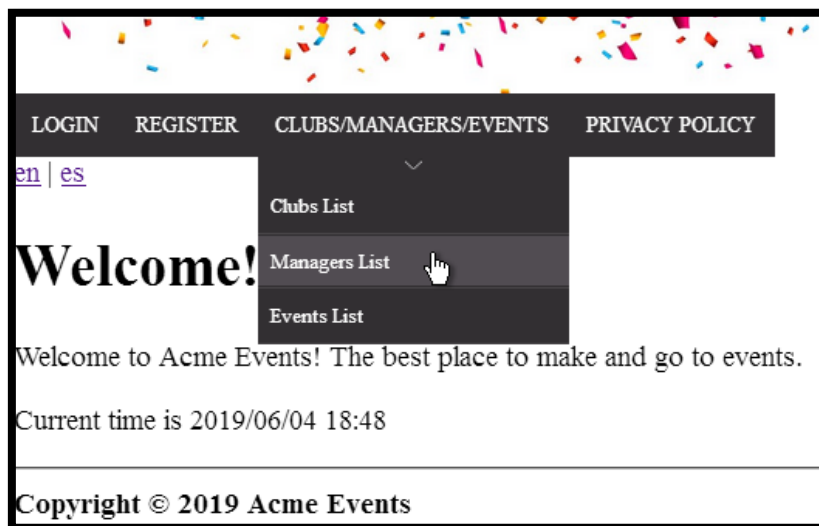 LOGIN REGISTER CLUBS/MANAGERS/EVENTS PRIVACY POLICY
en | es
Clubs List
Welcome!
Managers List
Events List
Welcome to Acme Events! The best place to make and go to events.
Current time is 2019/06/04 18:48
Copyright © 2019 Acme Events